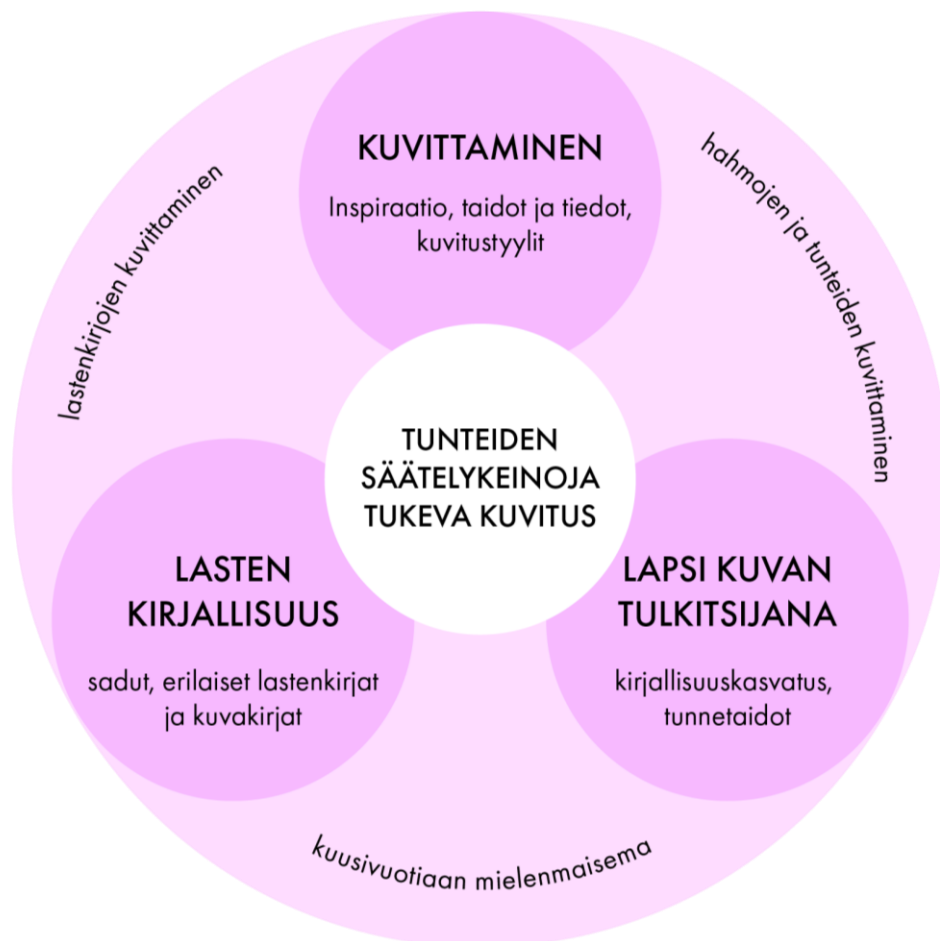 KUVITTAMINEN
Inspiraatio, taidot ja tiedot,
kuvitustyylit
lastenkirjojen kuvittaminen
hahmojen ja tunteiden kuvittaminen
TUNTEIDEN
SÄÄTELYKEINOJA
TUKEVA KUVITUS
LASTEN
KIRJALLISUUS
sadut, erilaiset lastenkirjat
ja kuvakirjat
LAPSI KUVAN
TULKITSIJANA
kirjallisuuskasvatus,
tunnetaidot
kuusivuotiaan mielenmaisema